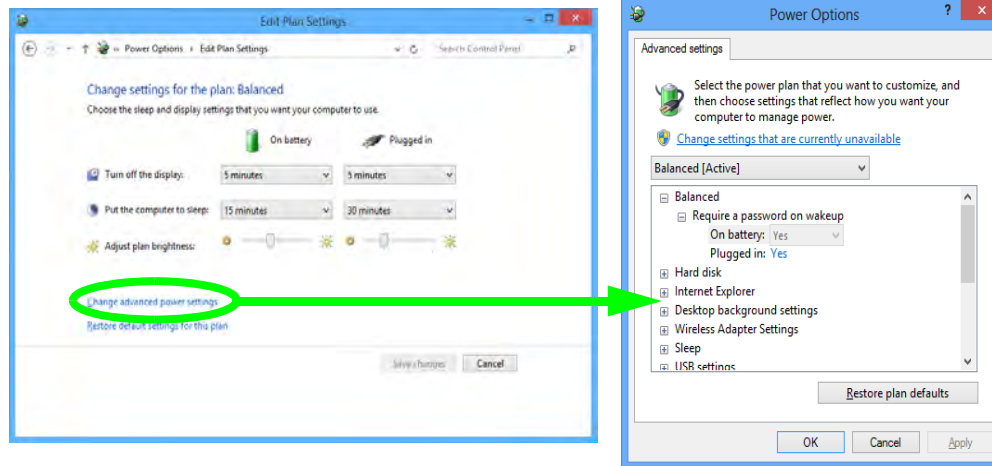 Edit Plan Settings
Power Options
Edit Plan Settings
Search Control Panel
Change settings for the plan: Balanced
Choose the sleep and display settings that you want your computer to use.
On battery
Plugged in
Turn off the display:
5 minutes
5 minutes
Put the computer to sleep:
15 minutes
30 minutes
Adjust plan brightness:
Change advanced power settings
Restore default settings for this plan
Save changes
Cancel
Power Options
?
Advanced settings
Select the power plan that you want to customize, and
then choose settings that reflect how you want your
computer to manage power.
Change settings that are currently unavailable
Balanced [Active]
Balanced
Require a password on wakeup
On battery: Yes
Plugged in: Yes
Hard disk
Internet Explorer
Desktop background settings
Wireless Adapter Settings
Sleep
USB settings
Restore plan defaults
OK
Cancel
Apply